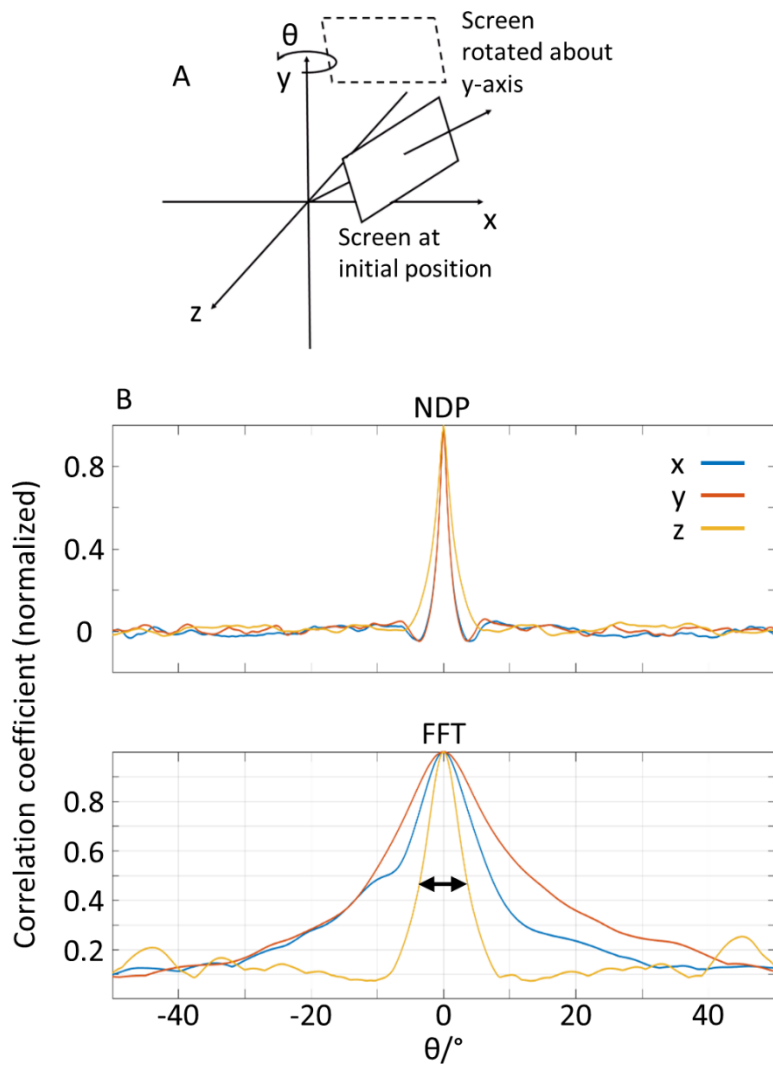 θ
Screen
rotated about
y-axis
A
y
x
Screen at
initial position
z
B
NDP
x
y
z
0.8
0.4
0
Correlation coefficient (normalized)
FFT
0.8
0.6
0.4
0.2
-40
-20
0
20
40
θ/°